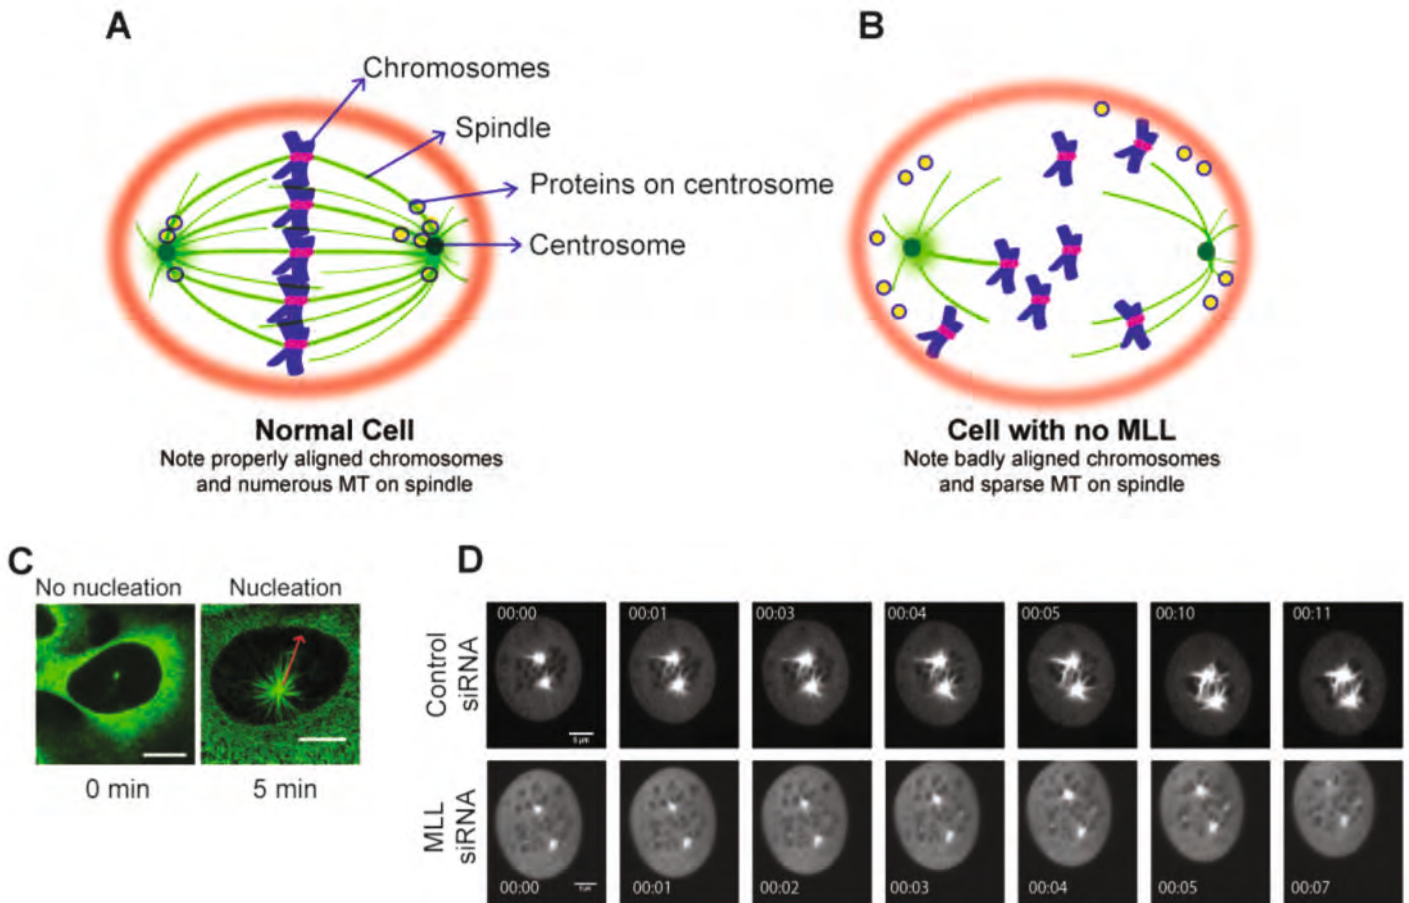 A
Chromosomes
Spindle
Proteins on centrosome
Centrosome
Normal Cell
Note properly aligned chromosomes
and numerous MT on spindle
B
Cell with no MLL
Note badly aligned chromosomes
and sparse MT on spindle
C
No nucleation
Nucleation
0 min
5 min
D
Control
siRNA
00:00
00:01
00:03
00:04
00:05
00:10
00:11
5 µm
MLL
siRNA
00:00
00:01
00:02
00:03
00:04
00:05
00:07